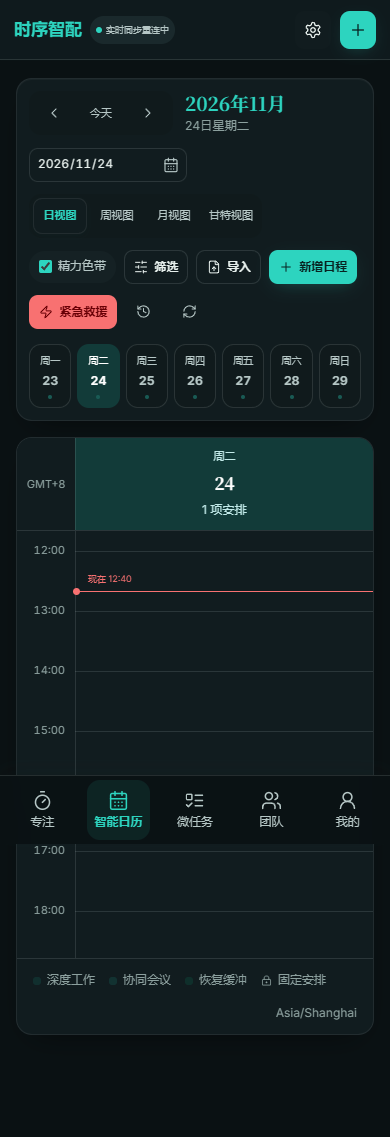 时序智配
实时同步重连中
今天
2026年11月
24日星期二
2026/11/24
日视图 周视图 月视图 甘特视图
精力色带 筛选 导入 新增日程
紧急救援
周一 周二 周三 周四 周五 周六 周日
23 24 25 26 27 28 29
GMT+8
周二
24
1 项安排
12:00
现在 12:40
13:00
14:00
15:00
专注 智能日历 微任务 团队 我的
17:00
18:00
深度工作 协同会议 恢复缓冲 固定安排
Asia/Shanghai